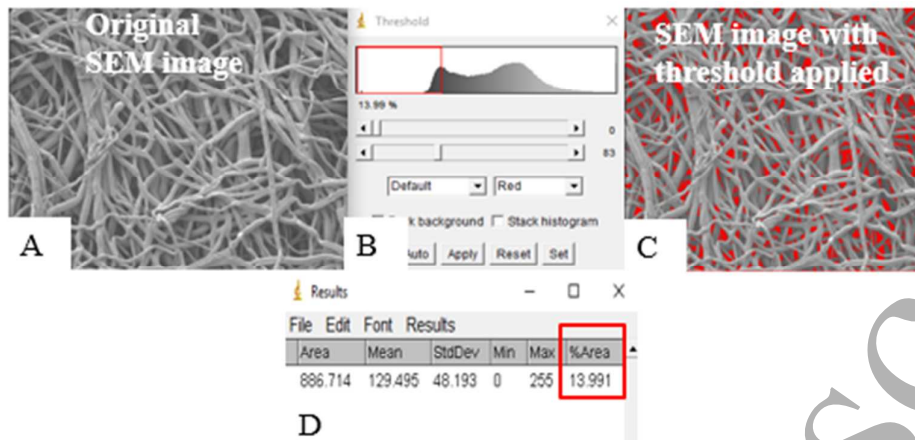 Original
SEM image
A
Threshold
13.99 %
0
83
Default Red
background Stack histogram
Auto Apply Reset Set
B
SEM image with
threshold applied
C
Results
File Edit Font Results
Area Mean StdDev Min Max %Area
886.714 129.495 48.193 0 255 13.991
D